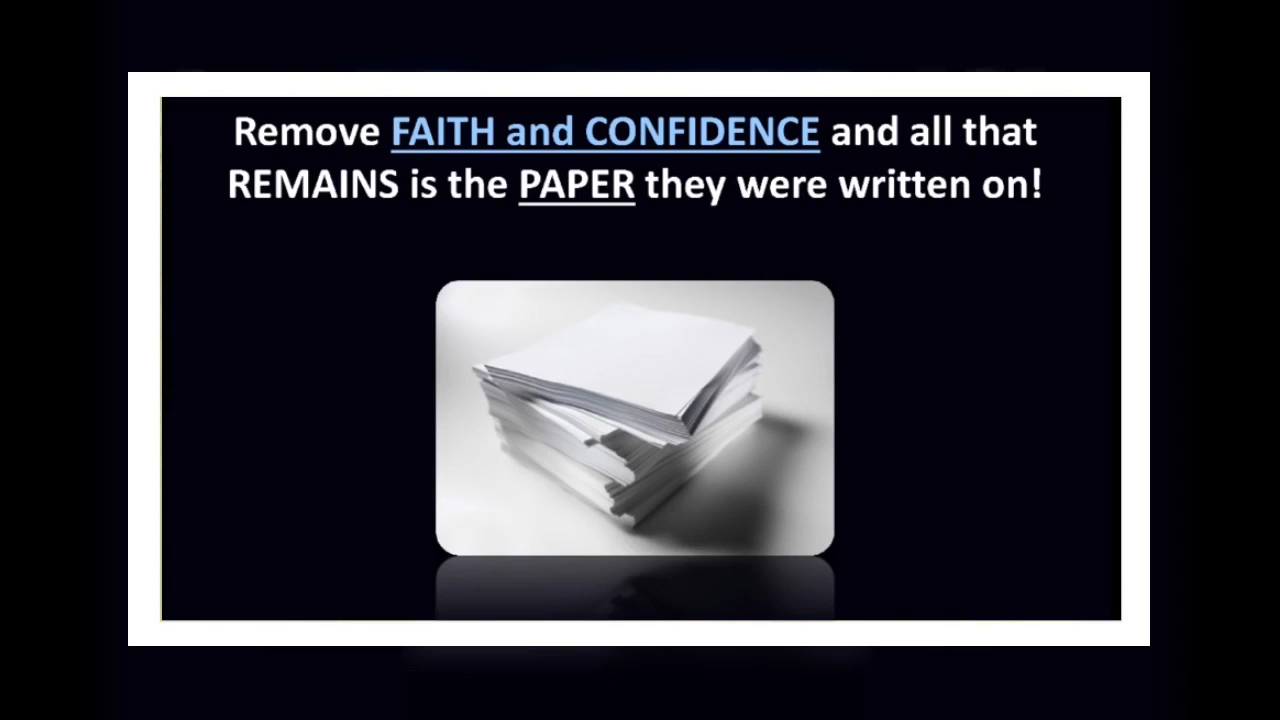 Remove FAITH and CONFIDENCE and all that
REMAINS is the PAPER they were written on!